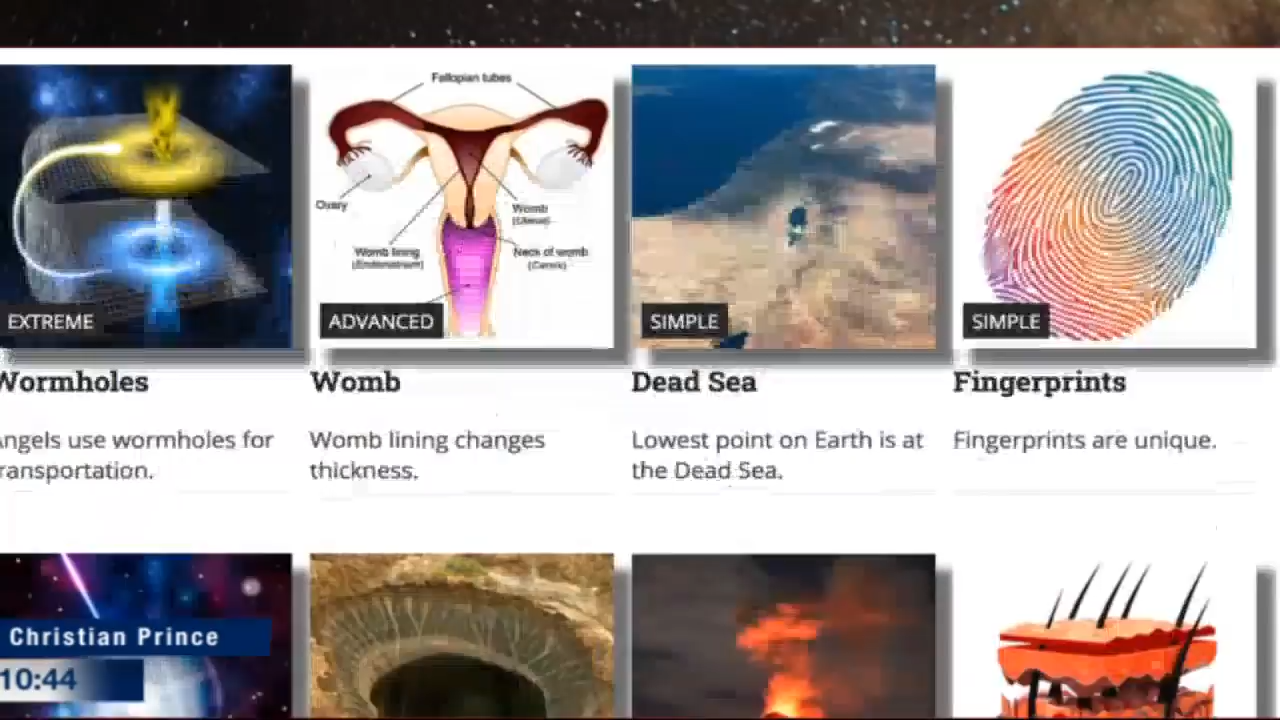 Fallopian tubes
Ovary
Womb
(Uterus)
Womb lining
(Endometrium)
Neck of womb
(Cervix)
EXTREME
ADVANCED
SIMPLE
SIMPLE
Wormholes
Womb
Dead Sea
Fingerprints
Angels use wormholes for
ransportation.
Womb lining changes
thickness.
Lowest point on Earth is at
the Dead Sea.
Fingerprints are unique.
Christian Prince
10:44